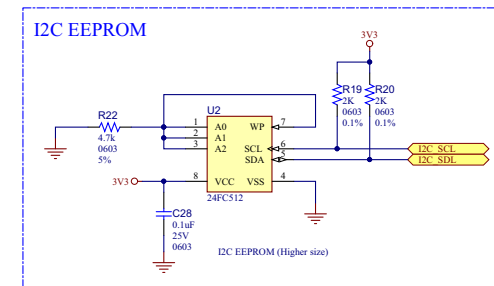 I2C EEPROM
3V3
R19
2K
0603
0.1%
R20
2K
0603
0.1%
R22
4.7k
0603
5%
U2
1 A0 WP 7
2 A1
3 A2 SCL 6
SDA 5
8 VCC VSS 4
24FC512
I2C_SCL
I2C_SDL
3V3
C28
0.1uF
25V
0603
I2C EEPROM (Higher size)